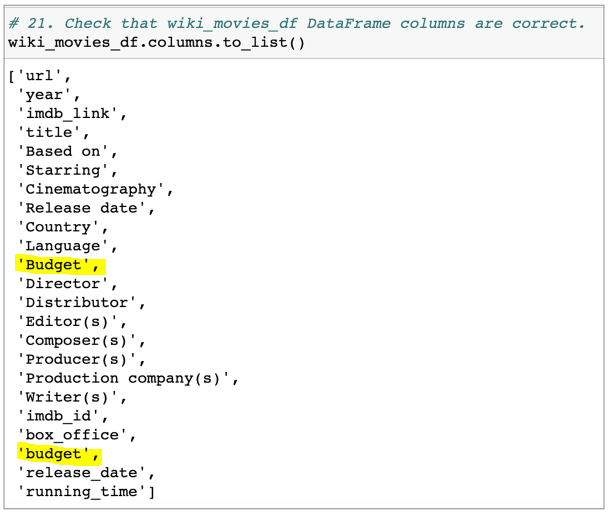 # 21. Check that wiki_movies_df DataFrame columns are correct.
wiki_movies_df.columns.to_list()
['url',
'year',
'imdb_link',
'title',
'Based on',
'Starring',
'Cinematography',
'Release date',
'Country',
'Language',
'Budget',
'Director',
'Distributor',
'Editor(s)',
'Composer(s)',
'Producer(s)',
'Production company(s)',
'Writer(s)',
'imdb_id',
'box_office',
'budget',
'release_date',
'running_time']